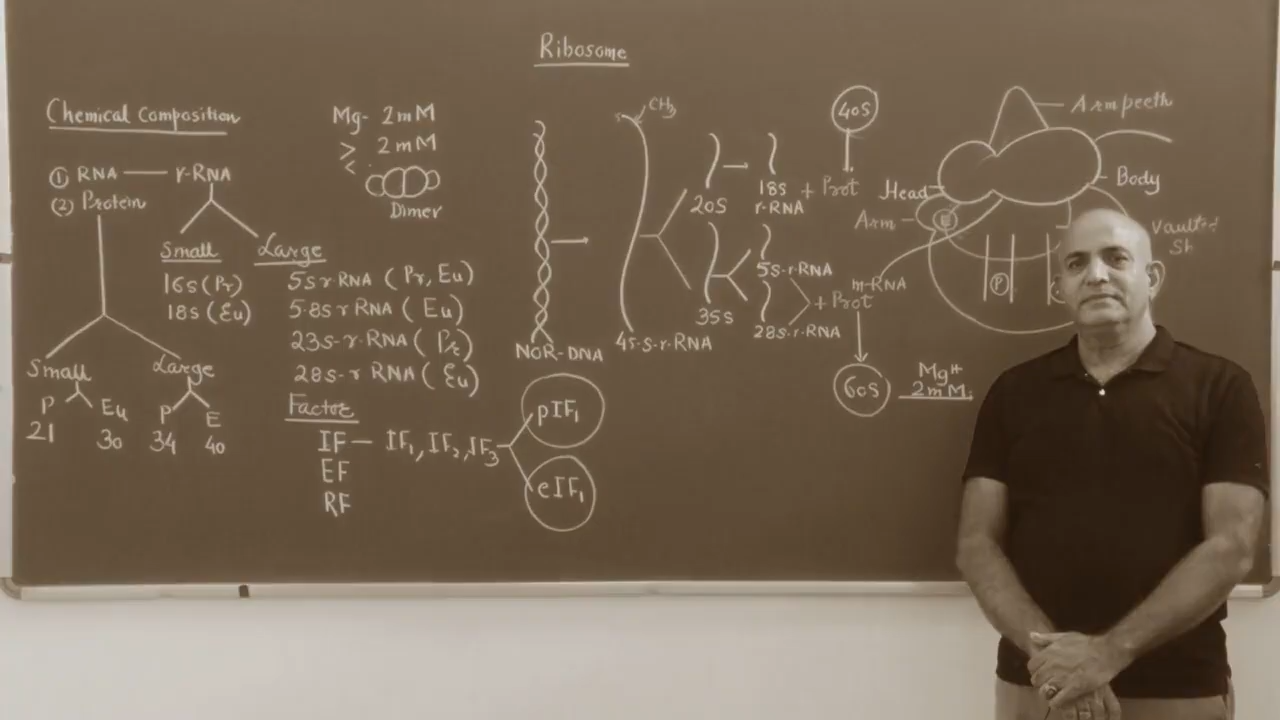 Ribosome
Chemical Composition
① RNA — r-RNA
(2) Protein
Small
Large
16s (Pr)
18s (Eu)
5s r RNA ( Pr, Eu)
5.8s r RNA ( Eu)
23s-r-RNA ( Pr)
28s-r RNA ( Eu)
Small
Large
P
Eu
P
E
21
30
34
40
Mg- 2mM
> 2mM
<
Dimer
Factor
IF — IF1, IF2, IF3
EF
RF
pIF1
eIF1
NOR-DNA
CH3
45-S-r-RNA
20S
18s
r-RNA
+ Prot
40S
35s
5s-r-RNA
28s-r-RNA
+ Prot
60s
Mg++
2mM
Head
Arm
E
m-RNA
P
Body
Vaulted